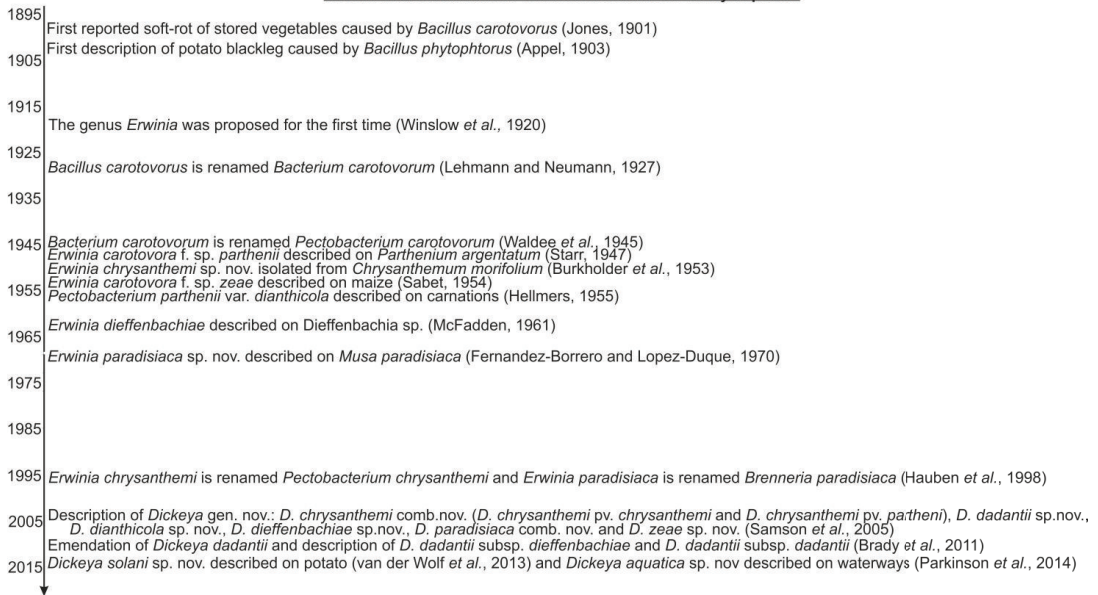 1895
First reported soft-rot of stored vegetables caused by Bacillus carotovorus (Jones, 1901)
First description of potato blackleg caused by Bacillus phytophtorus (Appel, 1903)
1905
1915
The genus Erwinia was proposed for the first time (Winslow et al., 1920)
1925
Bacillus carotovorus is renamed Bacterium carotovorum (Lehmann and Neumann, 1927)
1935
1945 Bacterium carotovorum is renamed Pectobacterium carotovorum (Waldee et al., 1945)
Erwinia carotovora f. sp. parthenii described on Parthenium argentatum (Starr, 1947)
Erwinia chrysanthemi sp. nov. isolated from Chrysanthemum morifolium (Burkholder et al., 1953)
Erwinia carotovora f. sp. zeae described on maize (Sabet, 1954)
1955 Pectobacterium parthenii var. dianthicola described on carnations (Hellmers, 1955)
Erwinia dieffenbachiae described on Dieffenbachia sp. (McFadden, 1961)
1965
Erwinia paradisiaca sp. nov. described on Musa paradisiaca (Fernandez-Borrero and Lopez-Duque, 1970)
1975
1985
1995 Erwinia chrysanthemi is renamed Pectobacterium chrysanthemi and Erwinia paradisiaca is renamed Brenneria paradisiaca (Hauben et al., 1998)
2005 Description of Dickeya gen. nov.: D. chrysanthemi comb.nov. (D. chrysanthemi pv. chrysanthemi and D. chrysanthemi pv. partheni), D. dadantii sp.nov.,
D. dianthicola sp. nov., D. dieffenbachiae sp.nov., D. paradisiaca comb. nov. and D. zeae sp. nov. (Samson et al., 2005)
Emendation of Dickeya dadantii and description of D. dadantii subsp. dieffenbachiae and D. dadantii subsp. dadantii (Brady et al., 2011)
2015 Dickeya solani sp. nov. described on potato (van der Wolf et al., 2013) and Dickeya aquatica sp. nov described on waterways (Parkinson et al., 2014)